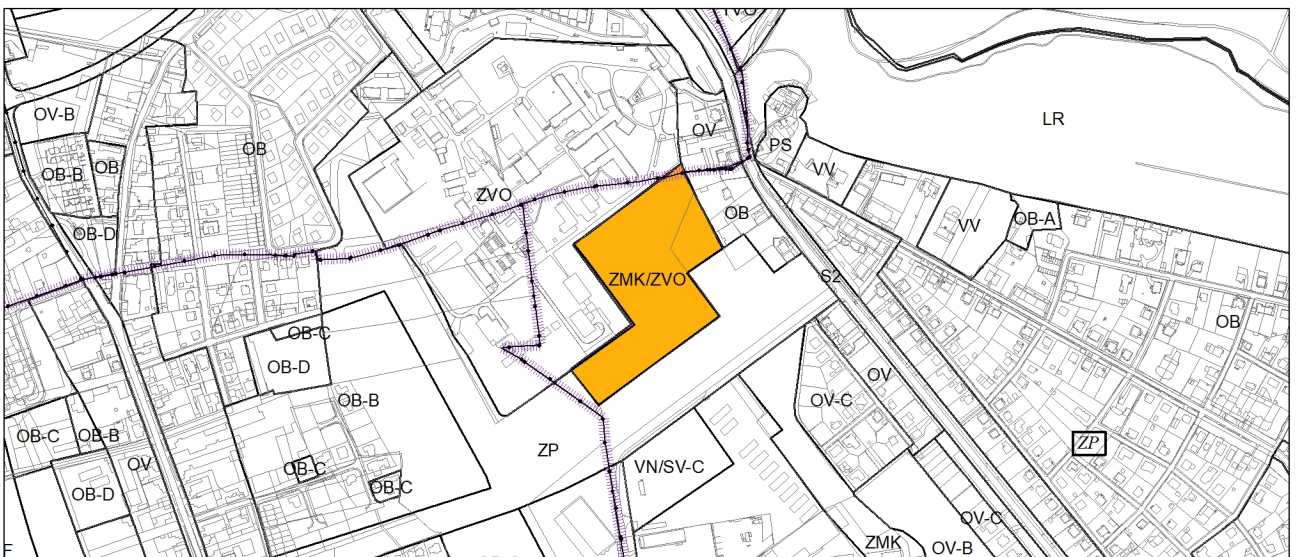 OV-B
OB
OB-B
OB
OB-D
ZVO
OV
PS
VV
LR
VV
OB-A
OB
ZMK/ZVO
S2
OB
OB-C
OB-D
OB-B
OB-C
OB-B
OV
OB-D
OB-C
OB-C
ZP
VN/SV-C
OV-C
OV
ZP
OV-C
ZMK
OV-B